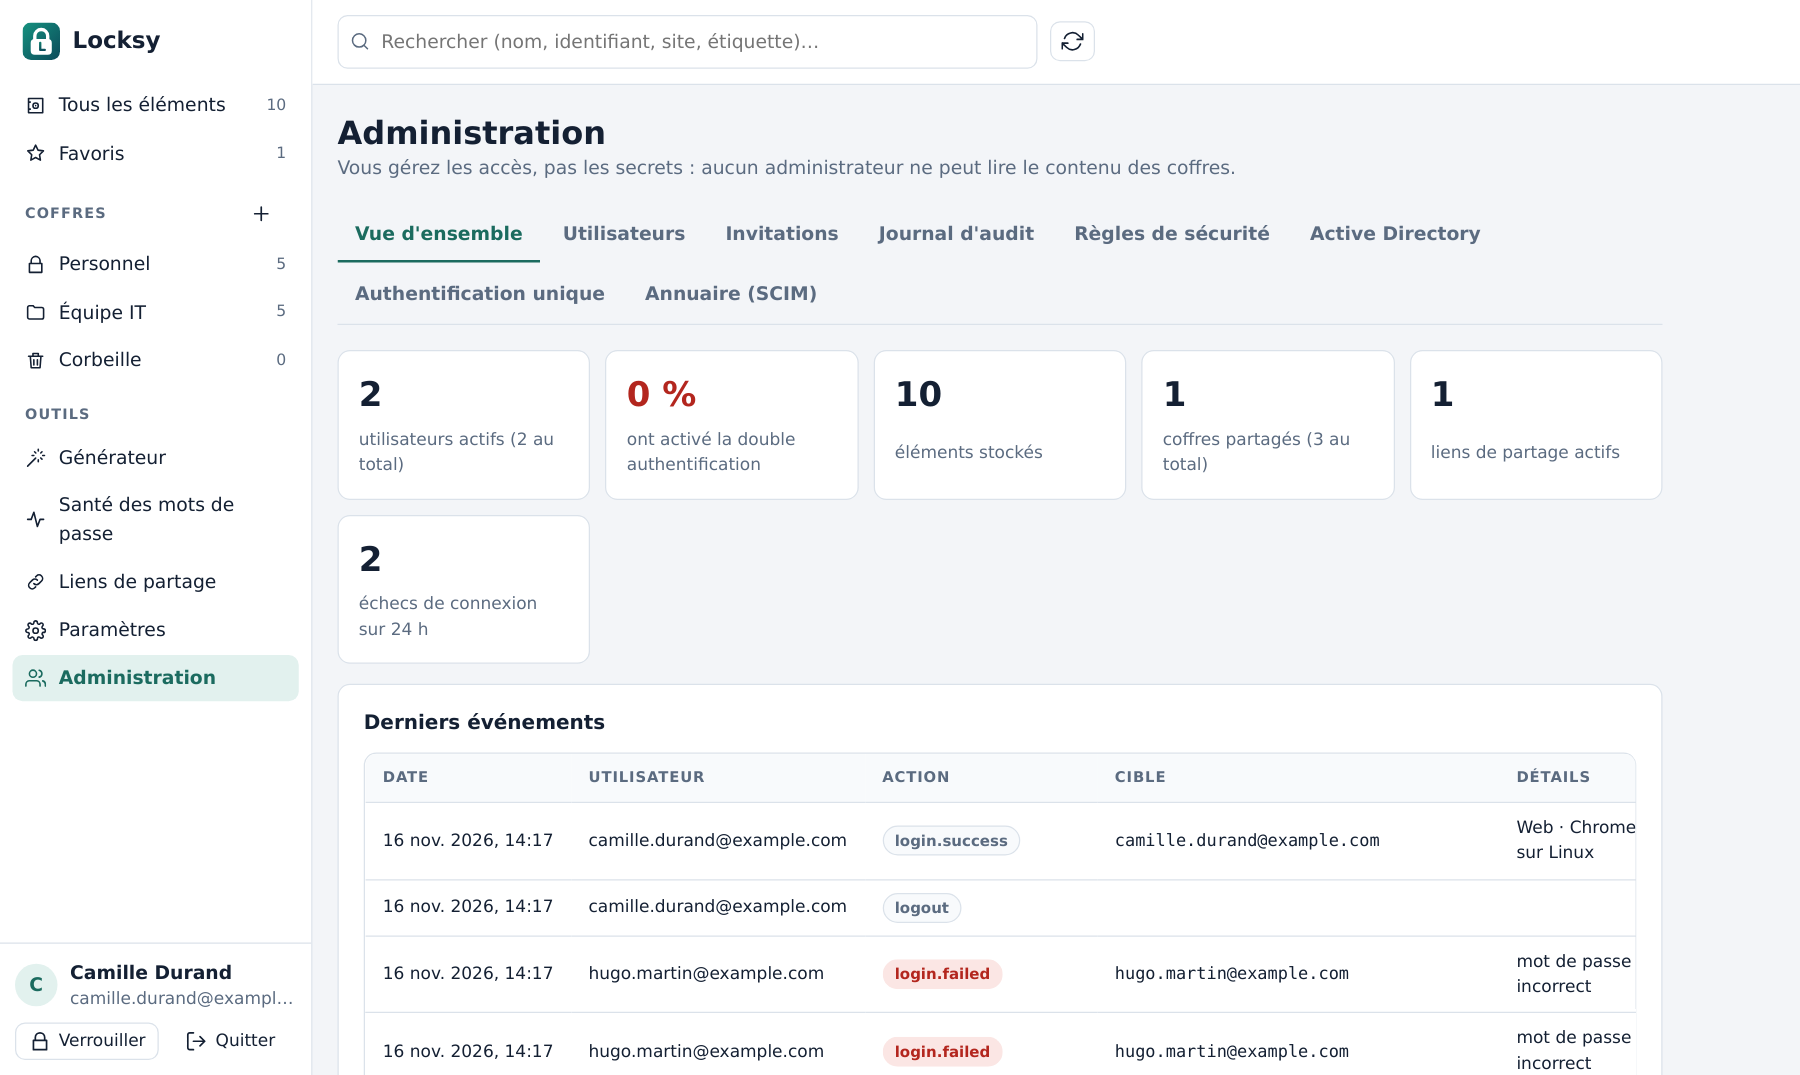 Locksy
Rechercher (nom, identifiant, site, étiquette)...
Tous les éléments 10
Favoris 1
COFFRES
Personnel 5
Équipe IT 5
Corbeille 0
OUTILS
Générateur
Santé des mots de
passe
Liens de partage
Paramètres
Administration
Camille Durand
C
camille.durand@exampl...
Verrouiller Quitter
Administration
Vous gérez les accès, pas les secrets : aucun administrateur ne peut lire le contenu des coffres.
Vue d'ensemble Utilisateurs Invitations Journal d'audit Règles de sécurité Active Directory
Authentification unique Annuaire (SCIM)
2
utilisateurs actifs (2 au
total)
0 %
ont activé la double
authentification
10
éléments stockés
1
coffres partagés (3 au
total)
1
liens de partage actifs
2
échecs de connexion
sur 24 h
Derniers événements
DATE UTILISATEUR ACTION CIBLE DÉTAILS
16 nov. 2026, 14:17 camille.durand@example.com login.success camille.durand@example.com Web · Chrome
sur Linux
16 nov. 2026, 14:17 camille.durand@example.com logout
16 nov. 2026, 14:17 hugo.martin@example.com login.failed hugo.martin@example.com mot de passe
incorrect
16 nov. 2026, 14:17 hugo.martin@example.com login.failed hugo.martin@example.com mot de passe
incorrect